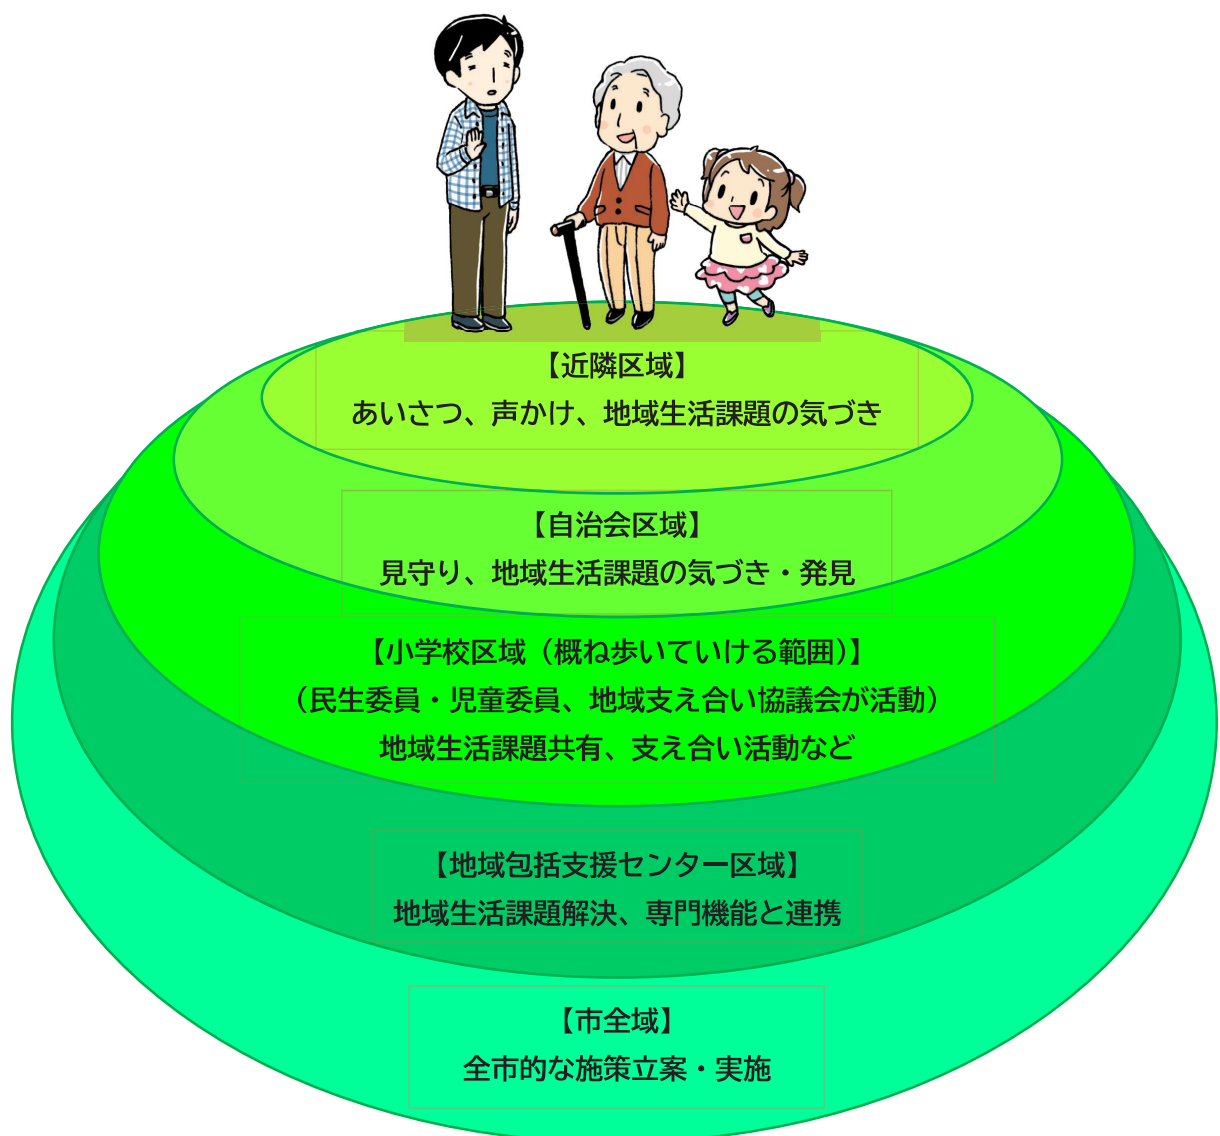 【近隣区域】
あいさつ、声かけ、地域生活課題の気づき
【自治会区域】
見守り、地域生活課題の気づき・発見
【小学校区域（概ね歩いていける範囲）】
（民生委員・児童委員、地域支え合い協議会が活動）
地域生活課題共有、支え合い活動など
【地域包括支援センター区域】
地域生活課題解決、専門機能と連携
【市全域】
全市的な施策立案・実施